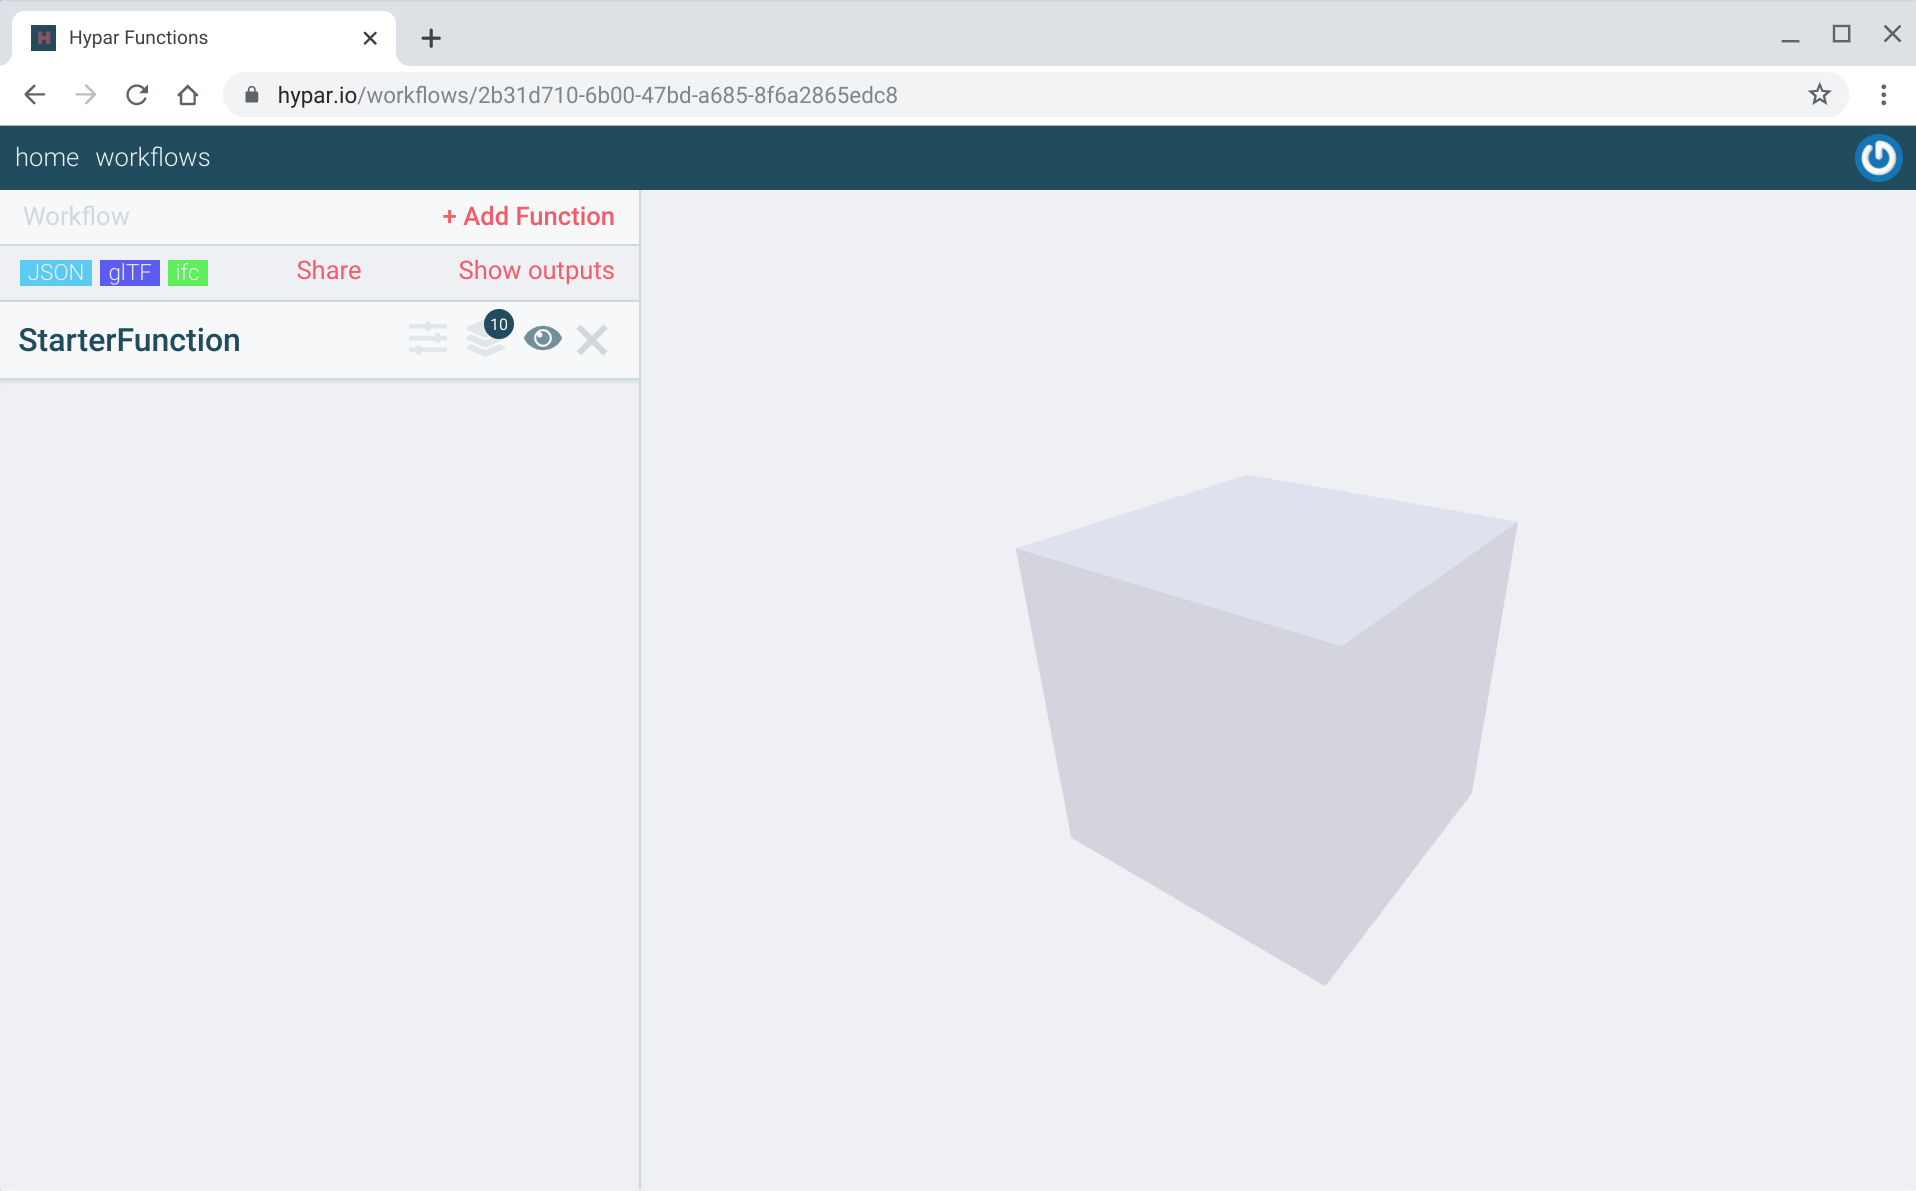 Hypar Functions
hypar.io/workflows/2b31d710-6b00-47bd-a685-8f6a2865edc8
home workflows
Workflow + Add Function
JSON glTF ifc Share Show outputs
StarterFunction 10